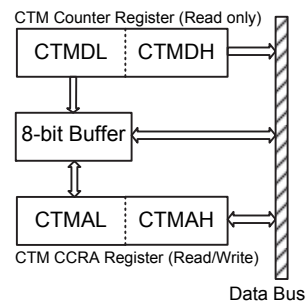 CTM Counter Register (Read only)
CTMDL CTMDH
8-bit Buffer
CTMAL CTMAH
CTM CCRA Register (Read/Write)
Data Bus